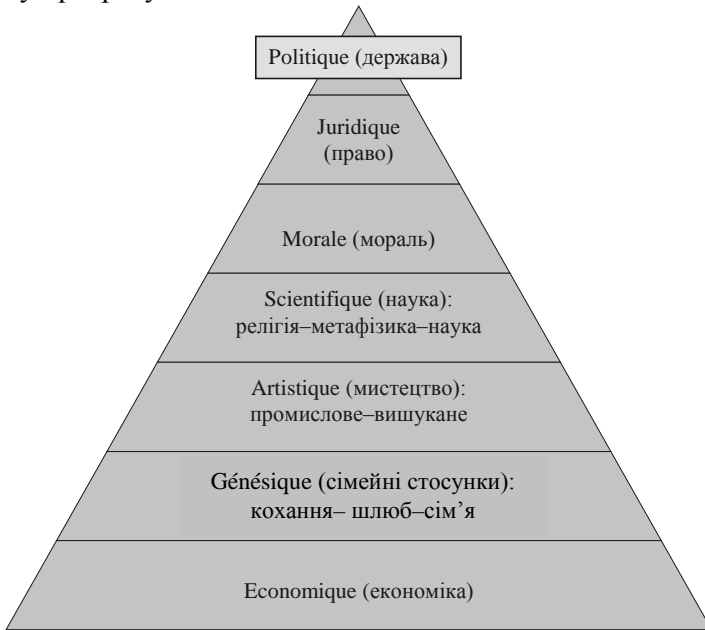 Politique (держава)
Juridique
(право)
Morale (мораль)
Scientifique (наука):
релігія–метафізика–наука
Artistique (мистецтво):
промислове–вишукане
Génésique (сімейні стосунки):
кохання– шлюб–сім’я
Economique (економіка)